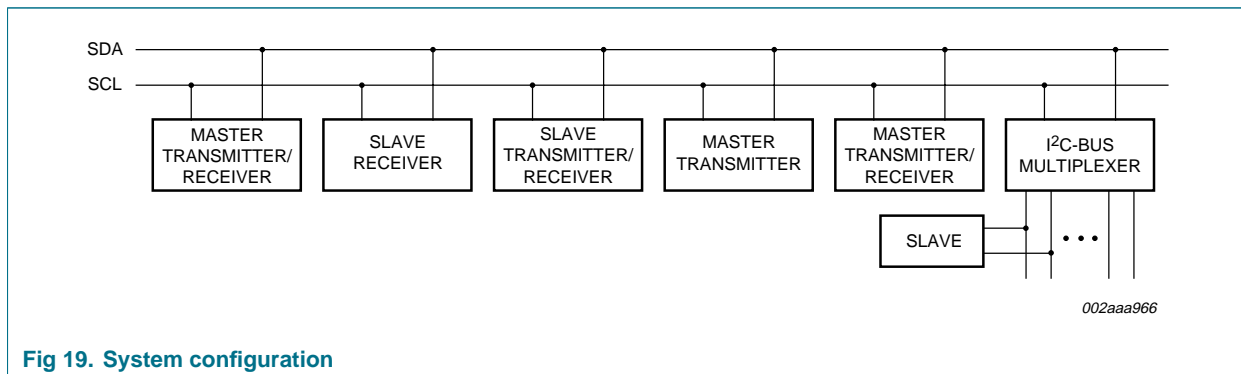 SDA
SCL
MASTER
TRANSMITTER/
RECEIVER
SLAVE
RECEIVER
SLAVE
TRANSMITTER/
RECEIVER
MASTER
TRANSMITTER
MASTER
TRANSMITTER/
RECEIVER
I²C-BUS
MULTIPLEXER
SLAVE
002aaa966
Fig 19. System configuration